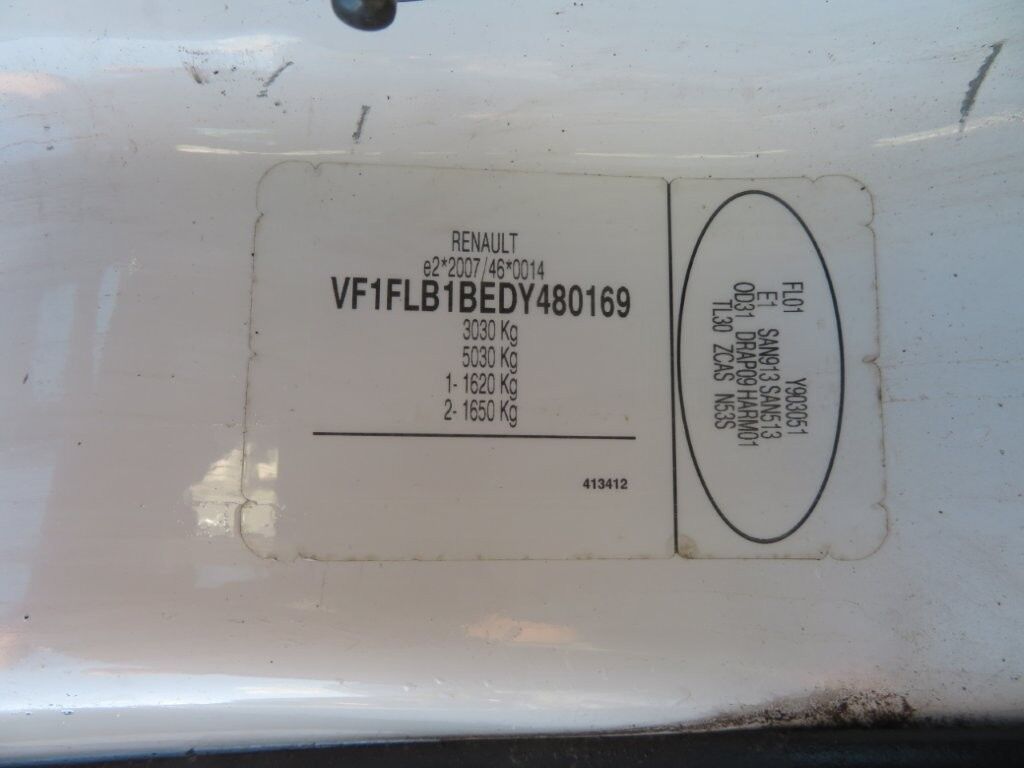 RENAULT
e2*2007/46*0014
VF1FLB1BEDY480169
3030 Kg
5030 Kg
1- 1620 Kg
2- 1650 Kg
413412
FL01 Y903051
E1 SAN913 SAN513
OD31 DRAP09 HARM01
TL30 ZCAS N53S